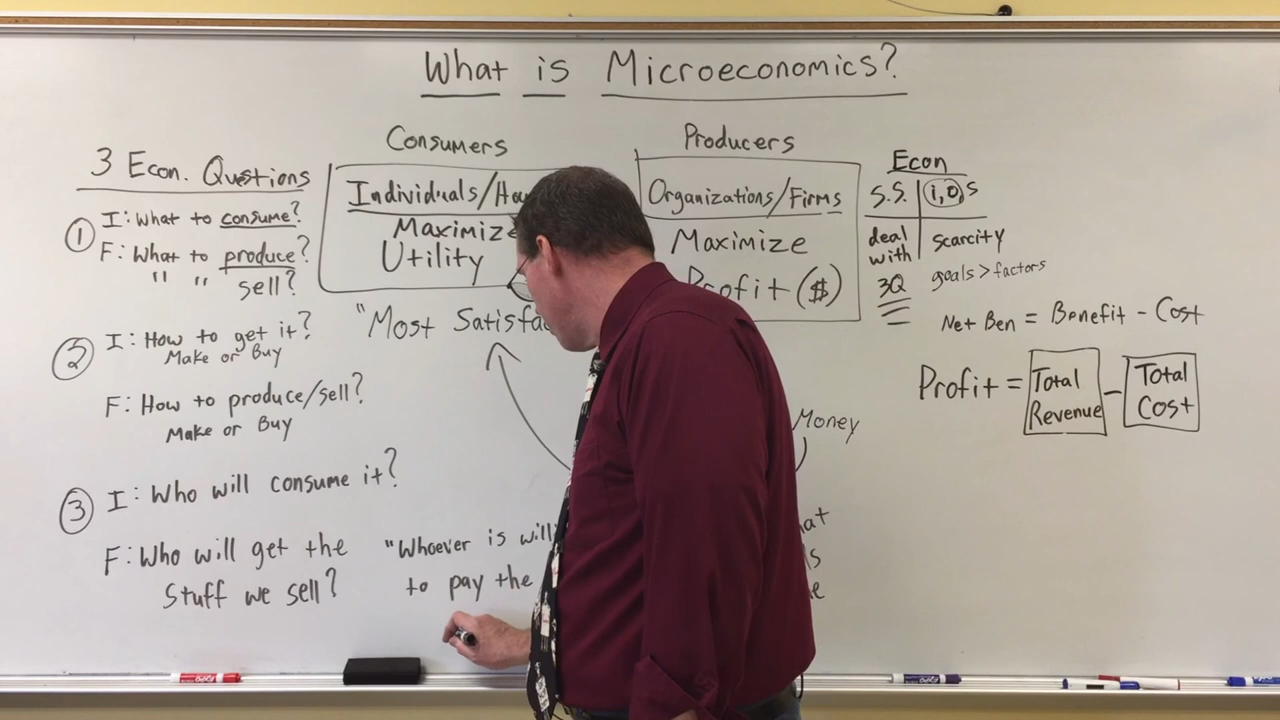 What is Microeconomics?
3 Econ. Questions
① I: What to consume?
F: What to produce?
" " sell?
② I: How to get it?
Make or Buy
F: How to produce/sell?
Make or Buy
③ I: Who will consume it?
F: Who will get the
Stuff we sell?
Consumers
Individuals/Hou
Maximize
Utility
"Most Satisfa
"Whoever is willi
to pay the
Producers
Organizations/Firms
Maximize
Profit ($)
Money
at
Econ
S.S. i,o,s
deal with scarcity
3Q goals > factors
Net Ben = Benefit - Cost
Profit = Total Revenue - Total Cost